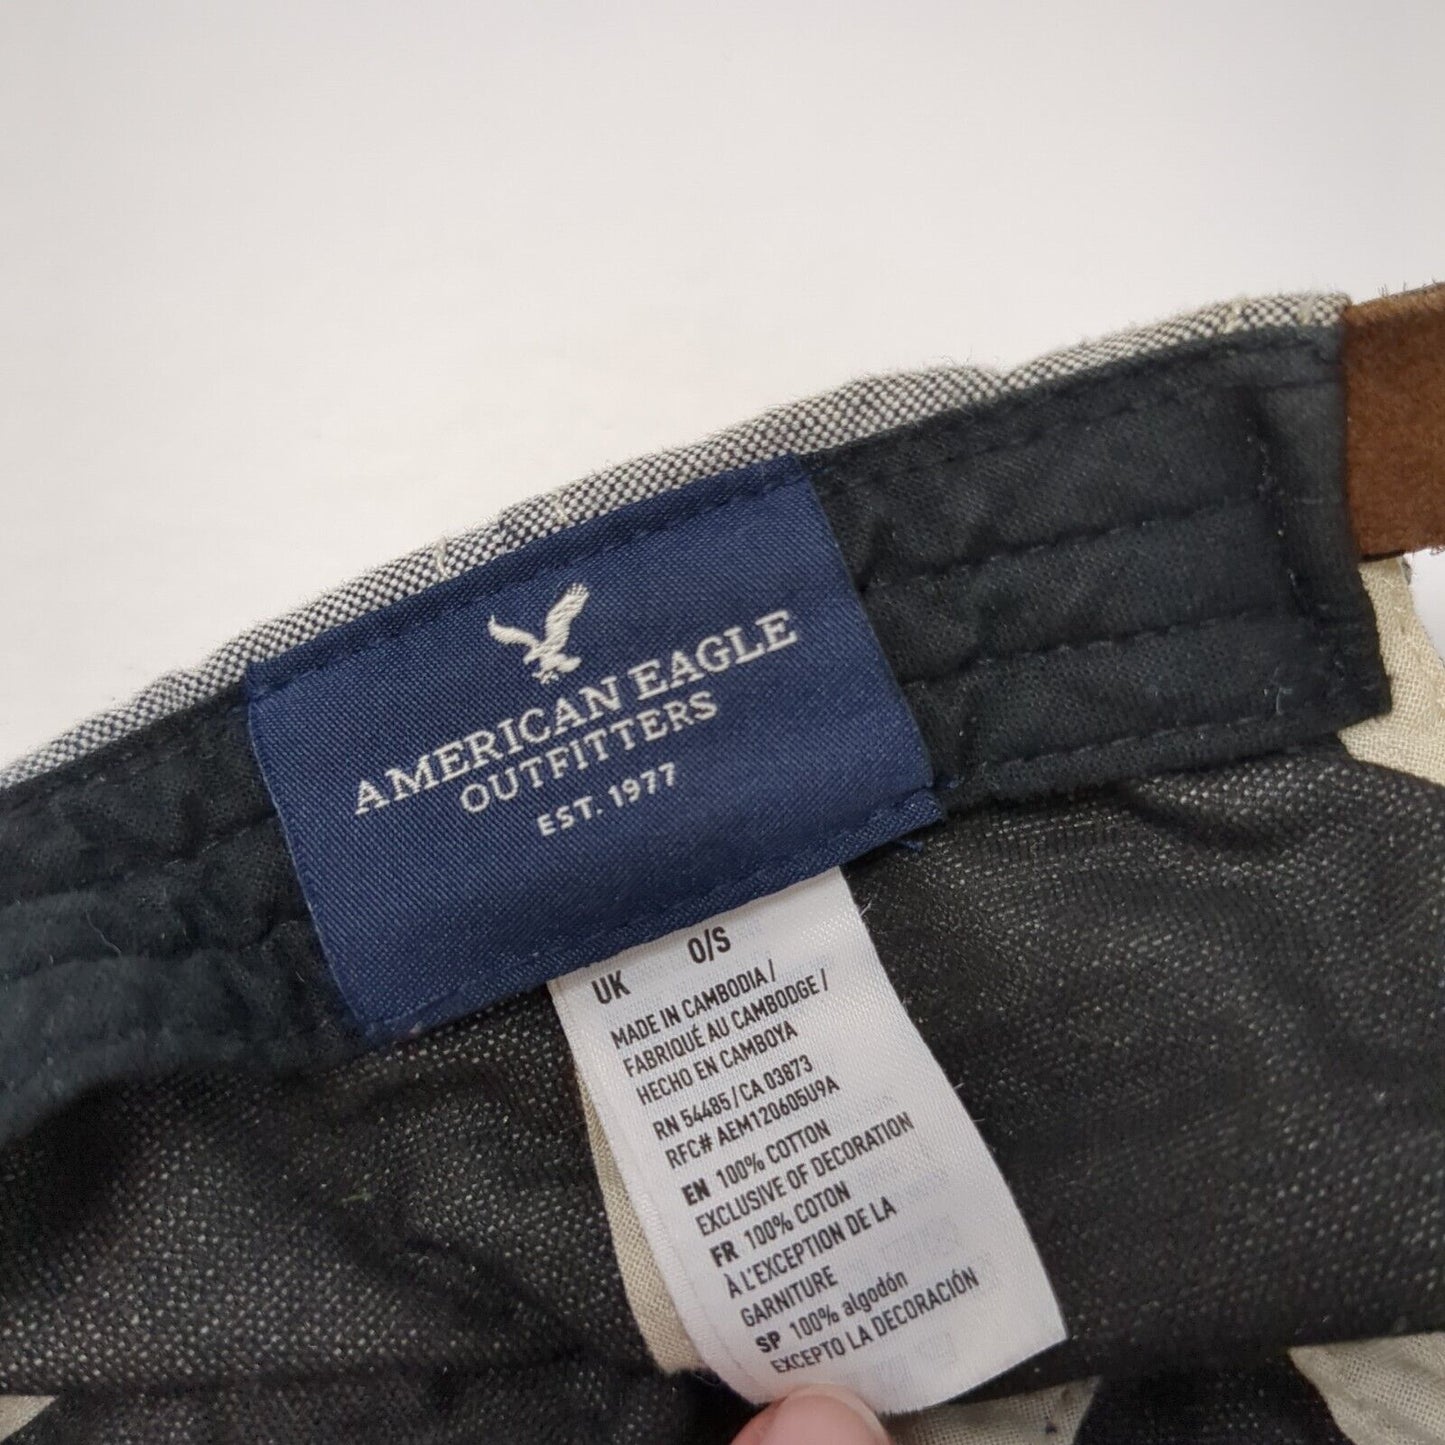 AMERICAN EAGLE
OUTFITTERS
EST. 1977
UK O/S
MADE IN CAMBODIA /
FABRIQUÉ AU CAMBODGE /
HECHO EN CAMBOYA
RN 54485 / CA 03873
RFC# AEM120605U9A
EN 100% COTTON
EXCLUSIVE OF DECORATION
FR 100% COTON
À L'EXCEPTION DE LA
GARNITURE
SP 100% algodón
EXCEPTO LA DECORACIÓN